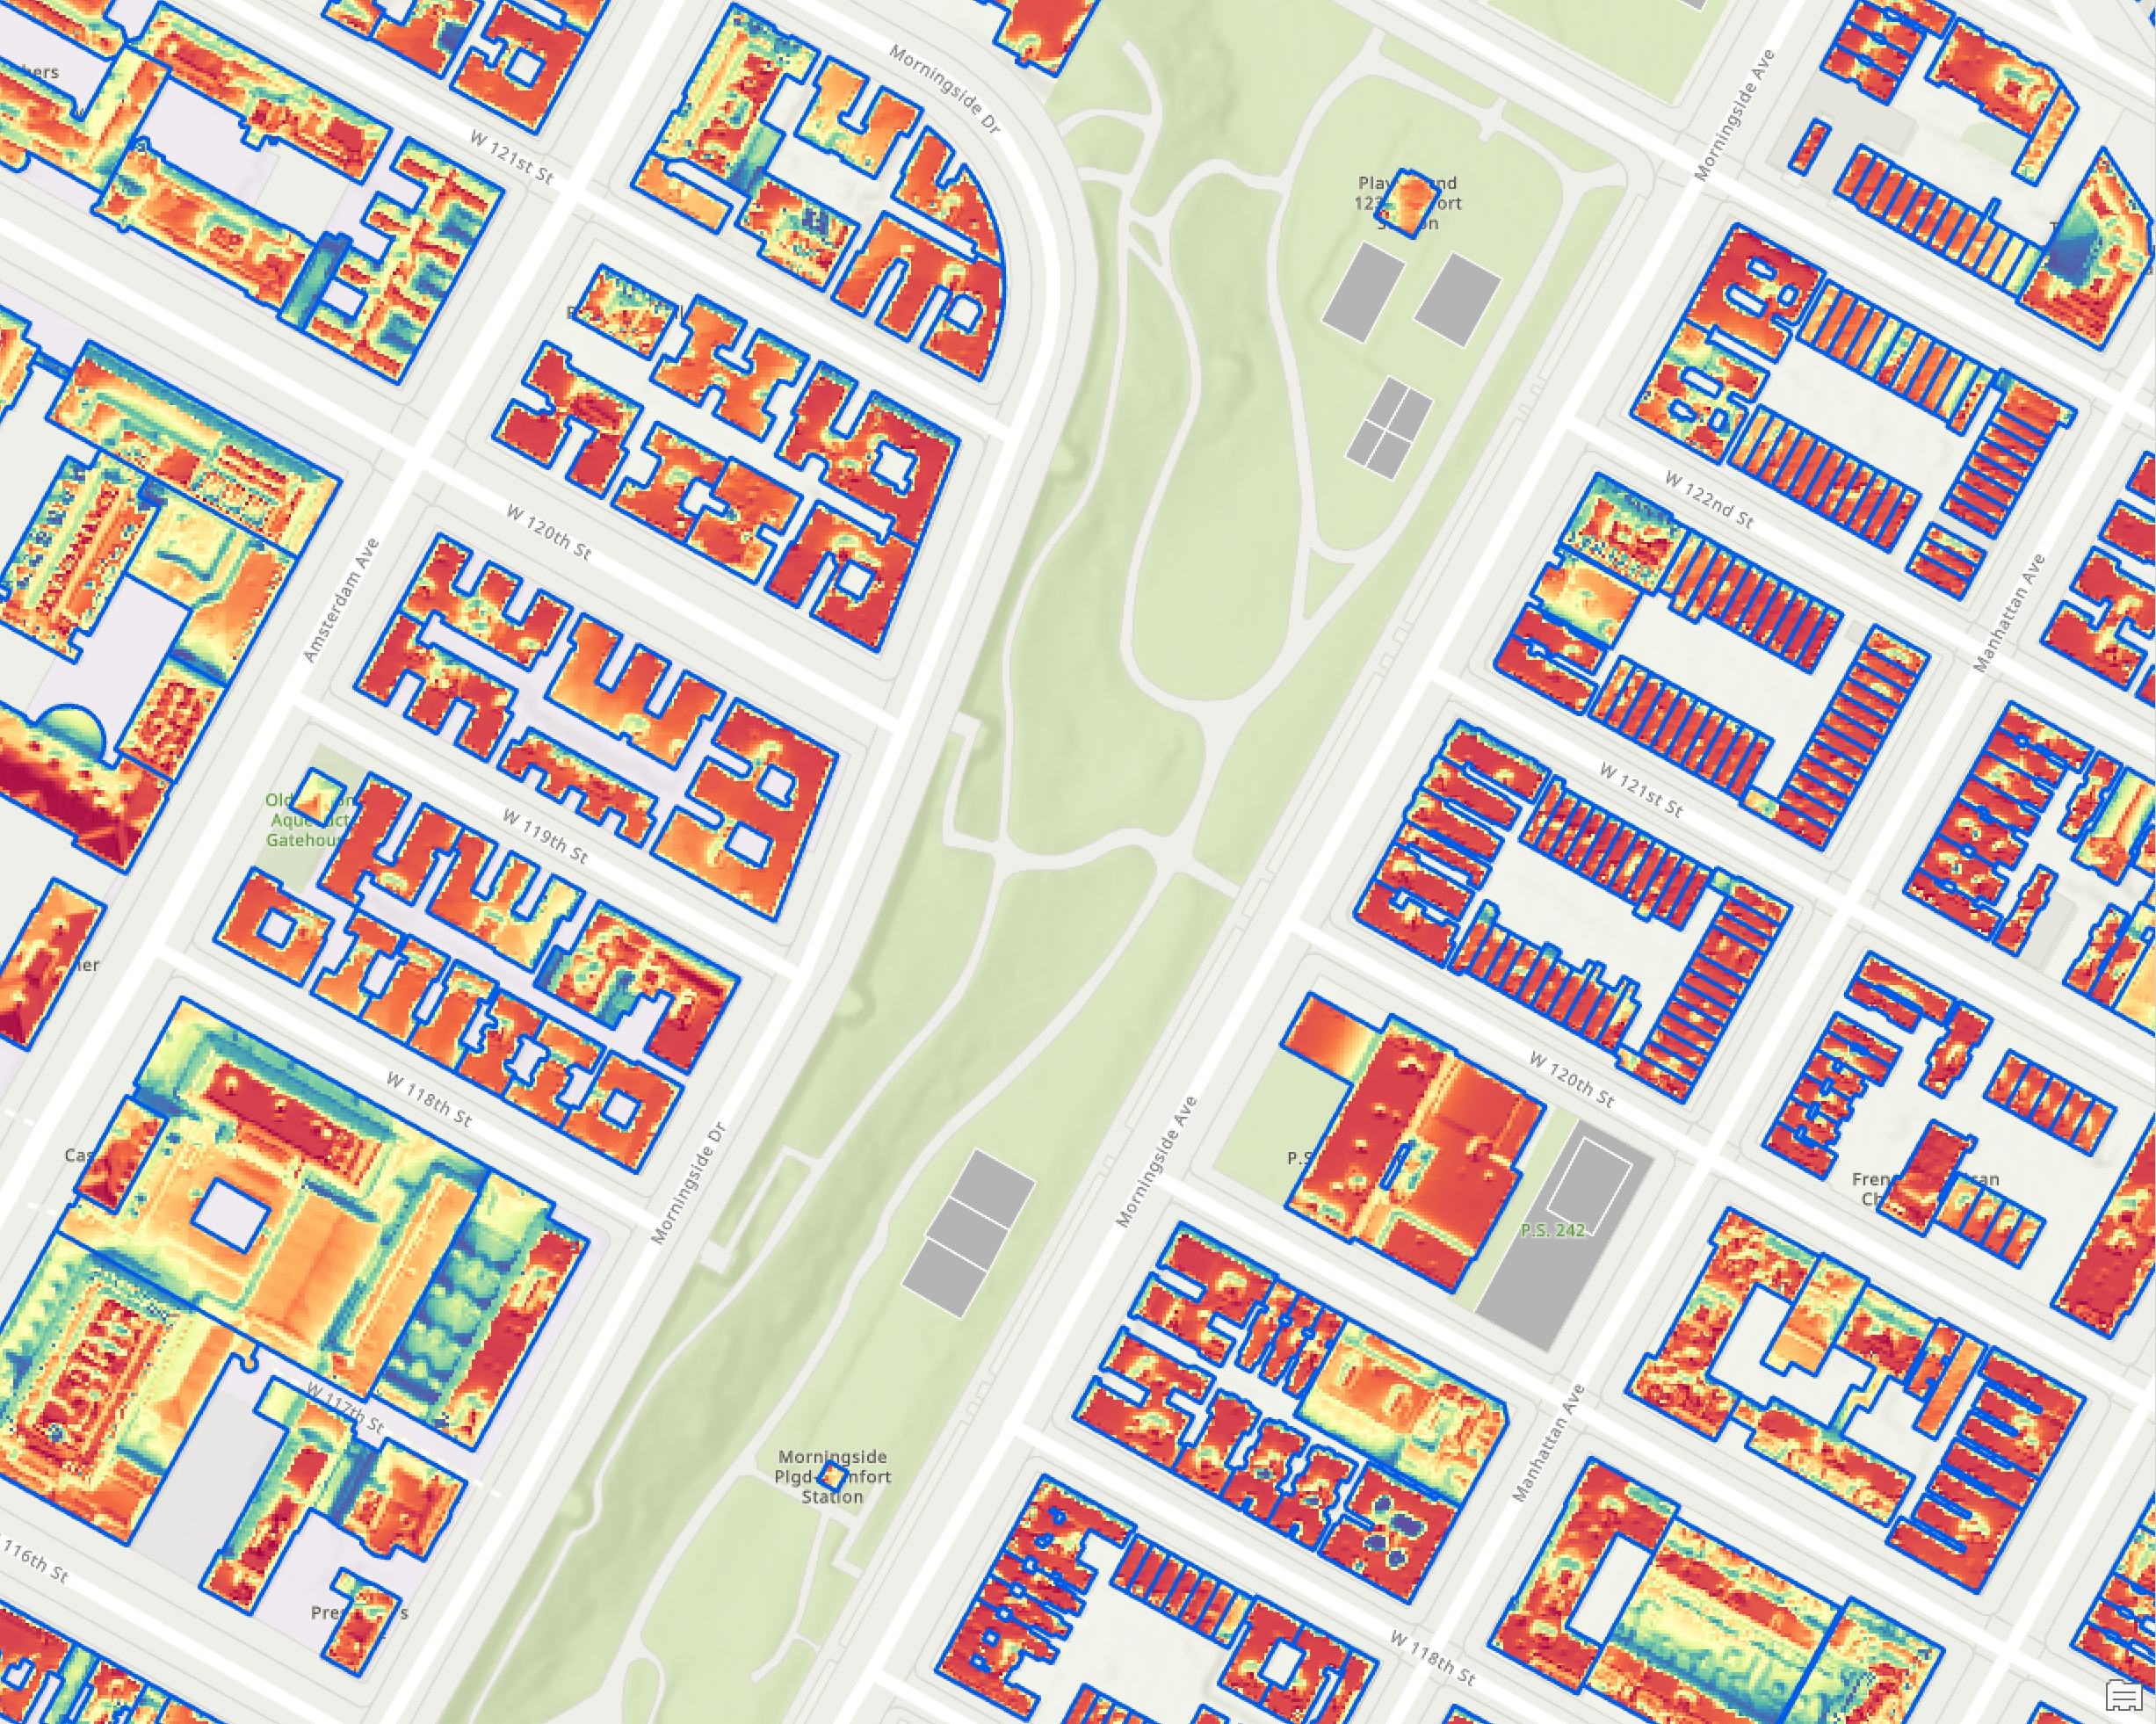 Morningside Dr
Morningside Ave
W 121st St
W 122nd St
W 120th St
Amsterdam Ave
Manhattan Ave
W 121st St
W 119th St
W 118th St
W 120th St
Morningside Dr
Morningside Ave
P.S. 242
W 117th St
Manhattan Ave
Morningside
Station
116th St
W 118th St